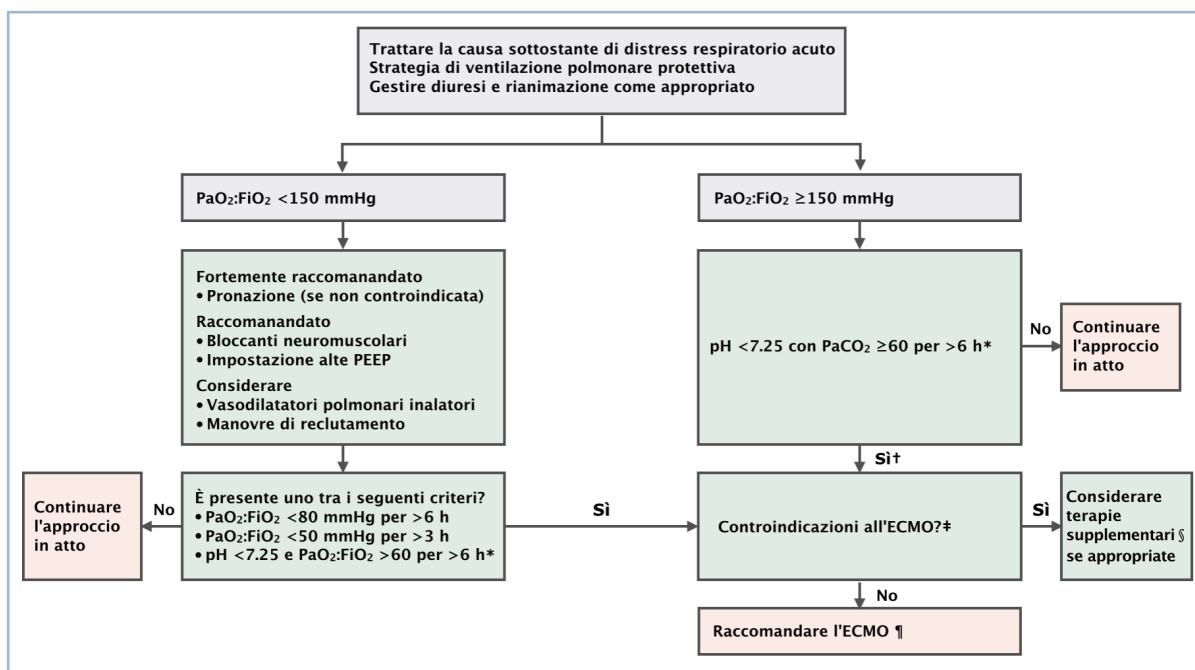 Trattare la causa sottostante di distress respiratorio acuto
Strategia di ventilazione polmonare protettiva
Gestire diuresi e rianimazione come appropriato
PaO₂:FiO₂ <150 mmHg
PaO₂:FiO₂ ≥150 mmHg
Fortemente raccomanandato
• Pronazione (se non controindicata)
Raccomanandato
• Bloccanti neuromuscolari
• Impostazione alte PEEP
Considerare
• Vasodilatatori polmonari inalatori
• Manovre di reclutamento
pH <7.25 con PaCO₂ ≥60 per >6 h*
No
Continuare
l'approccio
in atto
Sì†
Continuare
l'approccio
in atto
No
È presente uno tra i seguenti criteri?
• PaO₂:FiO₂ <80 mmHg per >6 h
• PaO₂:FiO₂ <50 mmHg per >3 h
• pH <7.25 e PaO₂:FiO₂ >60 per >6 h*
Sì
Controindicazioni all'ECMO?‡
Sì
Considerare
terapie
supplementari §
se appropriate
No
Raccomandare l'ECMO ¶